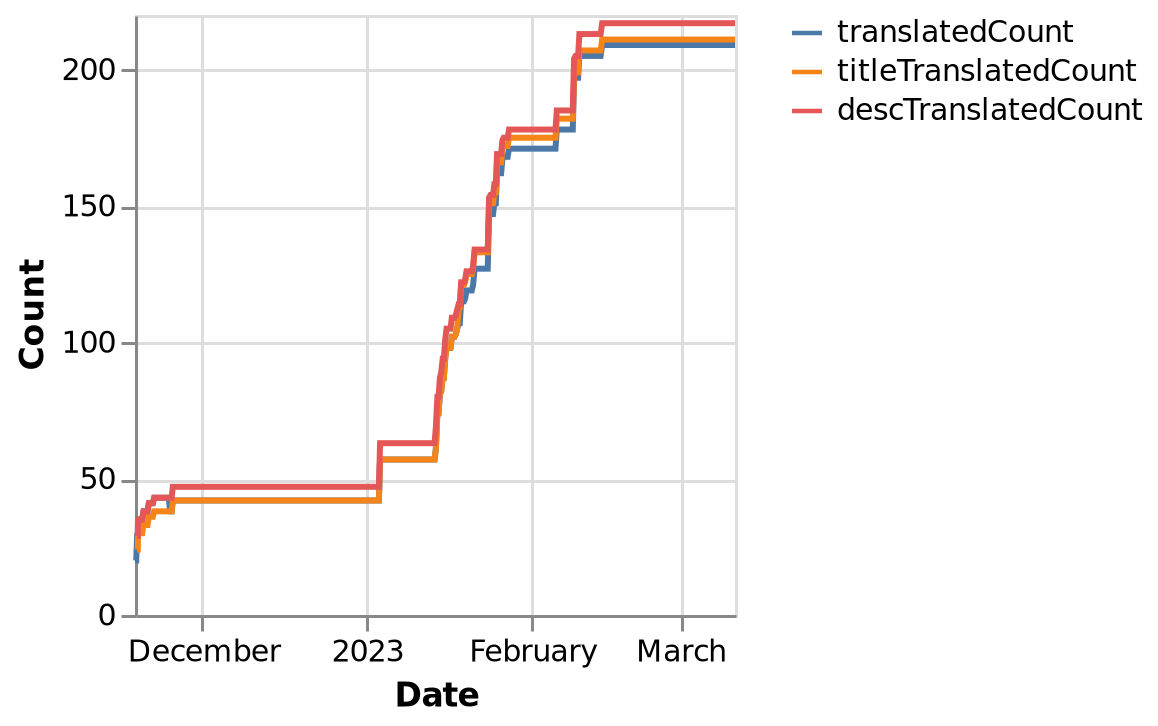 translatedCount
titleTranslatedCount
descTranslatedCount
Count
200
150
100
50
0
December 2023 February March
Date